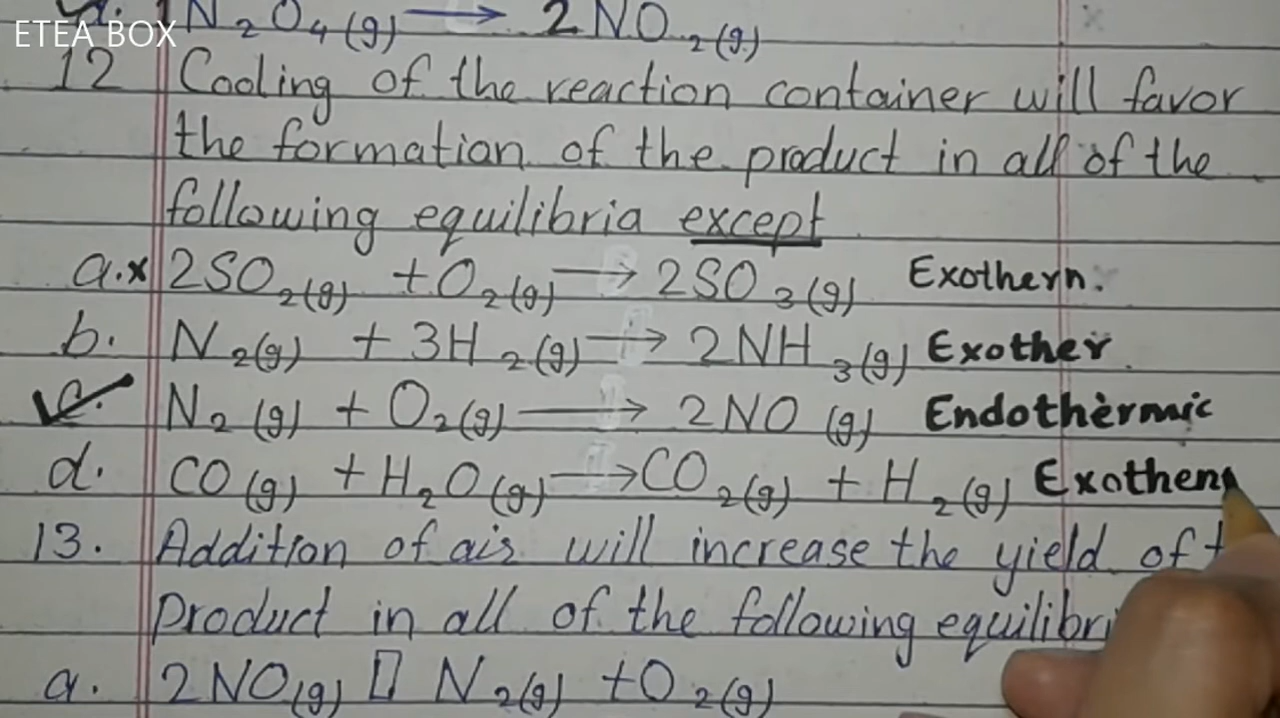 ETEA BOX
N₂O₄(g) ⟶ 2NO₂(g)
12 Cooling of the reaction container will favor
the formation of the product in all of the
following equilibria except
a.x 2SO₂(g) + O₂(g) ⟶ 2SO₃(g) Exothern.
b. N₂(g) + 3H₂(g) ⟶ 2NH₃(g) Exother
c. N₂(g) + O₂(g) ⟶ 2NO(g) Endothermic
d. CO(g) + H₂O(g) ⟶ CO₂(g) + H₂(g) Exothem
13. Addition of air will increase the yield of t
Product in all of the following equilibri
a. 2NO(g) ▯ N₂(g) + O₂(g)